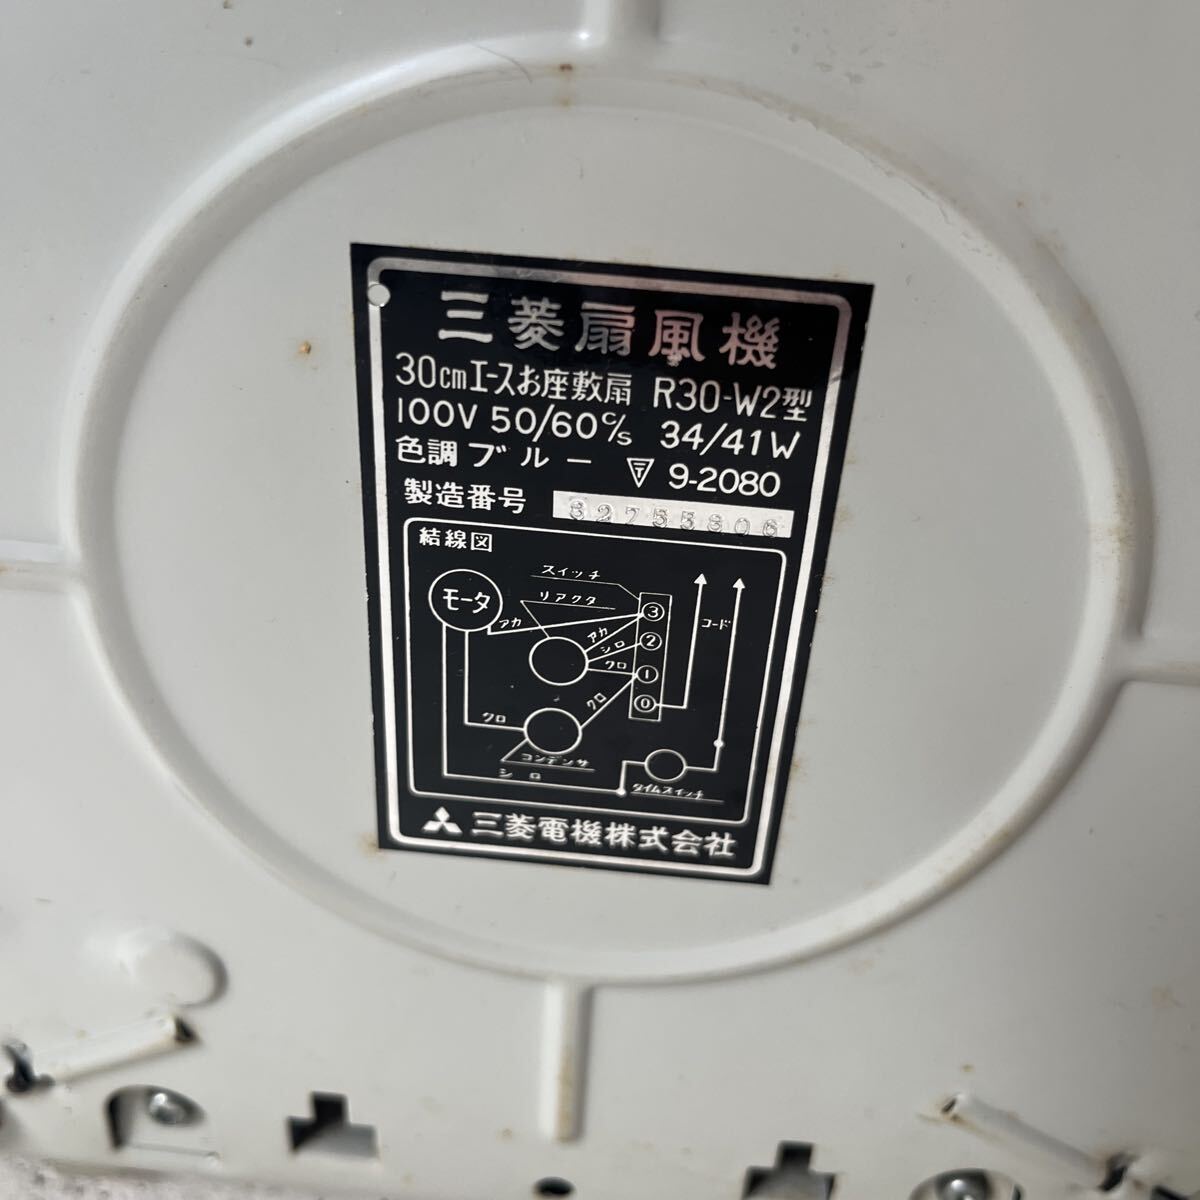 三菱扇風機
30cmエースお座敷扇 R30-W2型
100V 50/60c/s 34/41W
色調ブルー 〒 9-2080
製造番号
結線図
スイッチ
リアクタ
モータ
アカ
アカ
シロ
クロ
3
2
1
0
コード
クロ
クロ
コンデンサ
シロ
タイムスイッチ
三菱電機株式会社